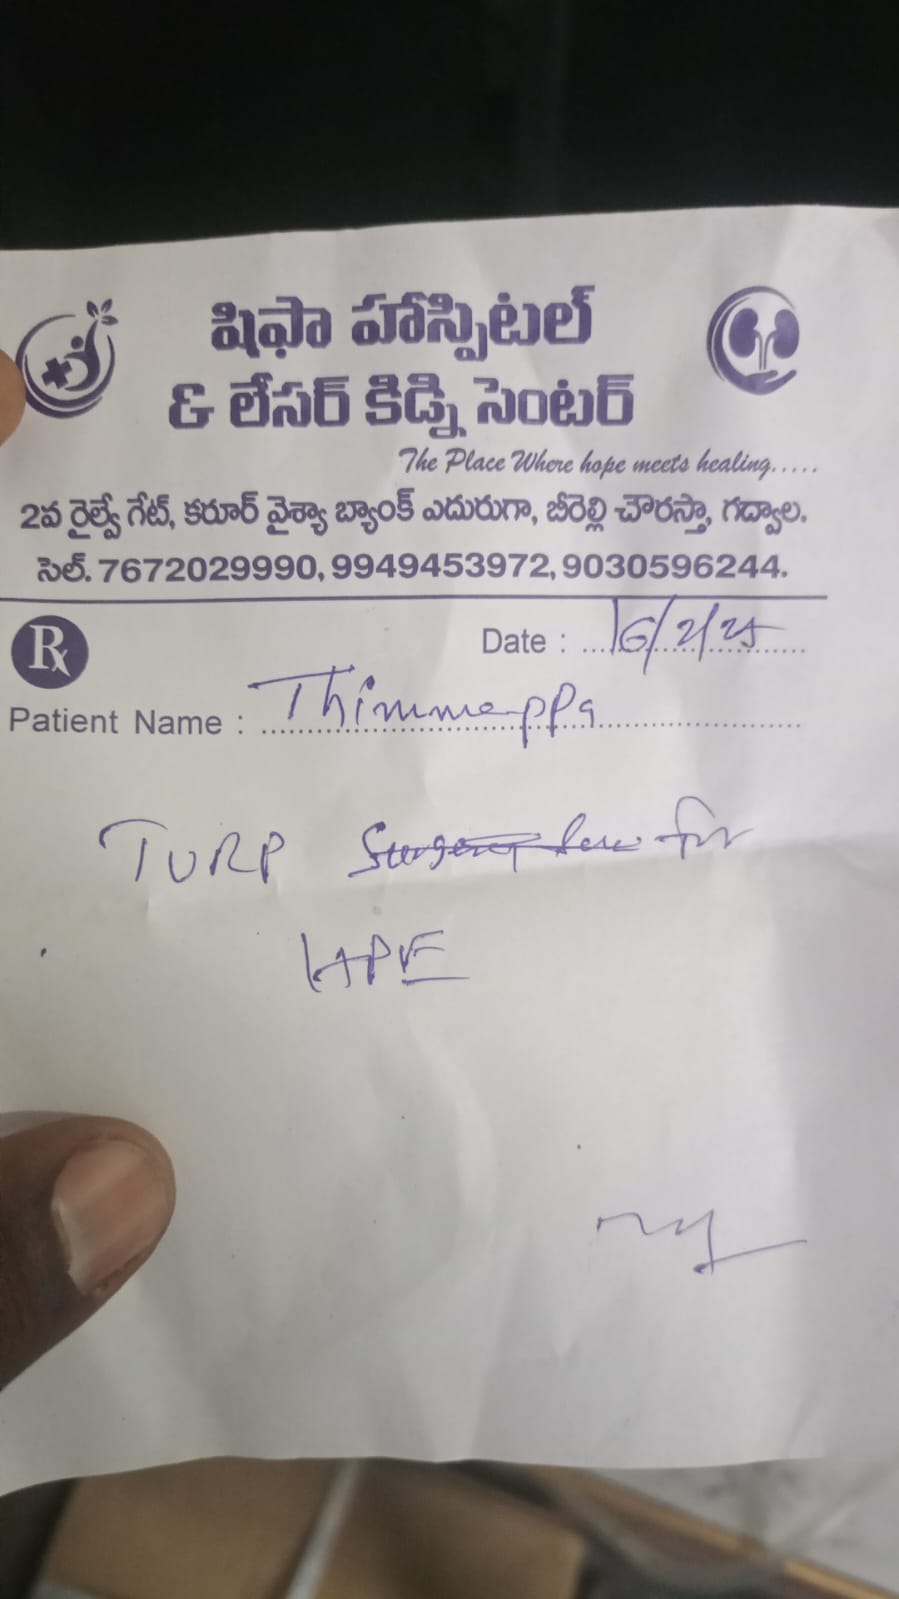 షిఫా హాస్పిటల్
& లేసర్ కిడ్ని సెంటర్
The Place Where hope meets healing.....
2వ రైల్వే గేట్, కరూర్ వైశ్యా బ్యాంక్ ఎదురుగా, బీరెల్లి చౌరస్తా, గద్వాల.
సెల్. 7672029990, 9949453972, 9030596244.
Rx
Date : 16/2/25
Patient Name : Thimmappa
TURP for
HPE